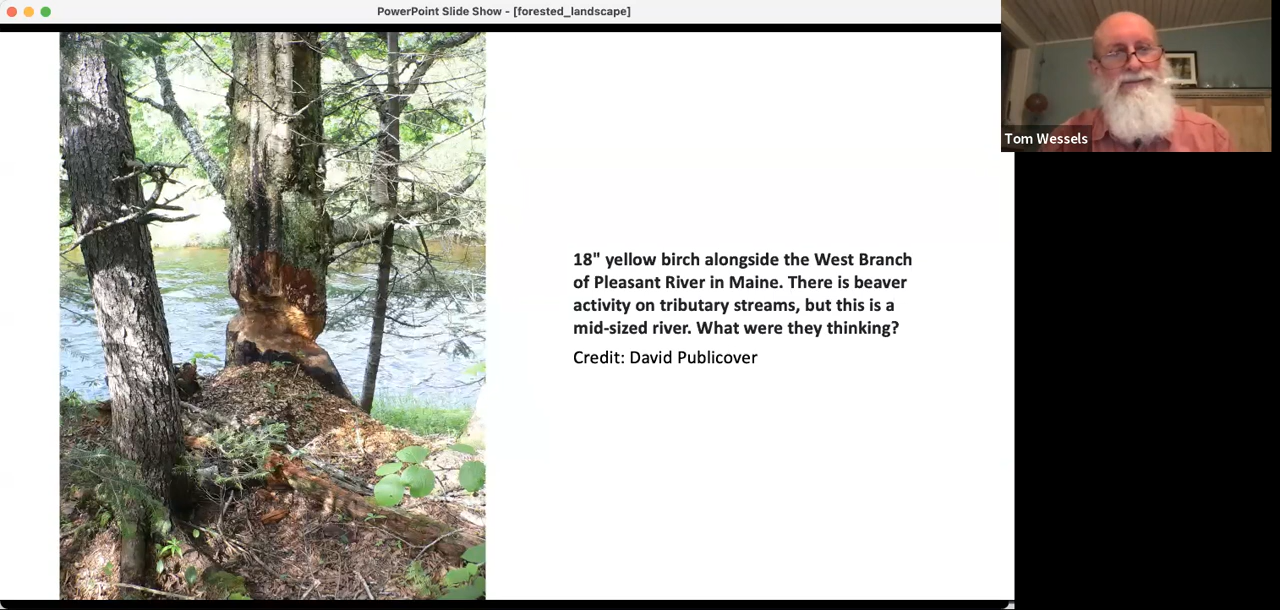 PowerPoint Slide Show - [forested_landscape]
Tom Wessels
18" yellow birch alongside the West Branch
of Pleasant River in Maine. There is beaver
activity on tributary streams, but this is a
mid-sized river. What were they thinking?
Credit: David Publicover